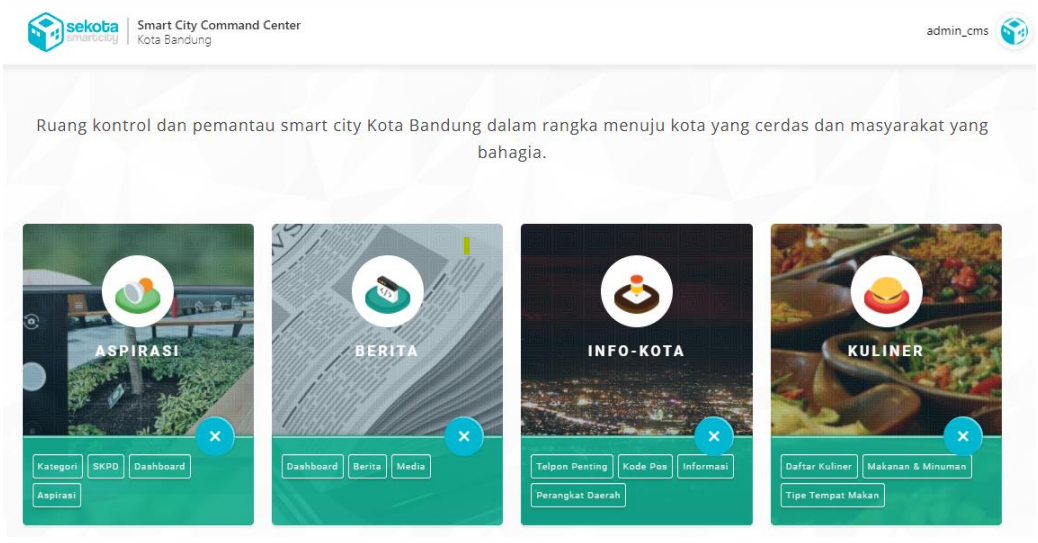 sekota
smartcity
Smart City Command Center
Kota Bandung
admin_cms
Ruang kontrol dan pemantau smart city Kota Bandung dalam rangka menuju kota yang cerdas dan masyarakat yang
bahagia.
ASPIRASI
Kategori SKPD Dashboard
Aspirasi
BERITA
Dashboard Berita Media
INFO-KOTA
Telpon Penting Kode Pos Informasi
Perangkat Daerah
KULINER
Daftar Kuliner Makanan & Minuman
Tipe Tempat Makan